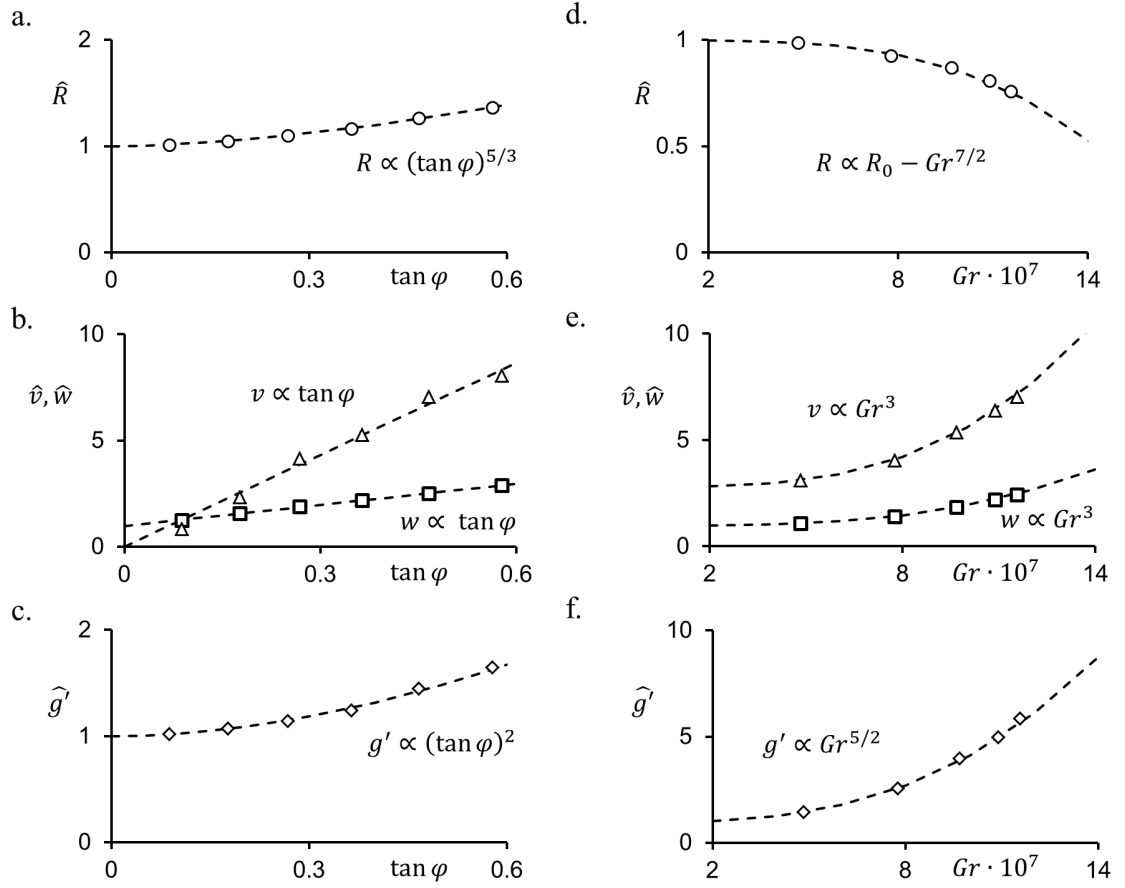 a.
2
R̂
1
R ∝ (tan φ)^{5/3}
0
0
0.3
tan φ
0.6
b.
10
v̂, ŵ
v ∝ tan φ
5
w ∝ tan φ
0
0
0.3
tan φ
0.6
c.
2
ĝ′
1
g′ ∝ (tan φ)^2
0
0
0.3
tan φ
0.6
d.
1
R̂
0.5
R ∝ R_0 − Gr^{7/2}
0
2
8
Gr · 10^7
14
e.
10
v̂, ŵ
v ∝ Gr^3
5
w ∝ Gr^3
0
2
8
Gr · 10^7
14
f.
10
ĝ′
5
g′ ∝ Gr^{5/2}
0
2
8
Gr · 10^7
14